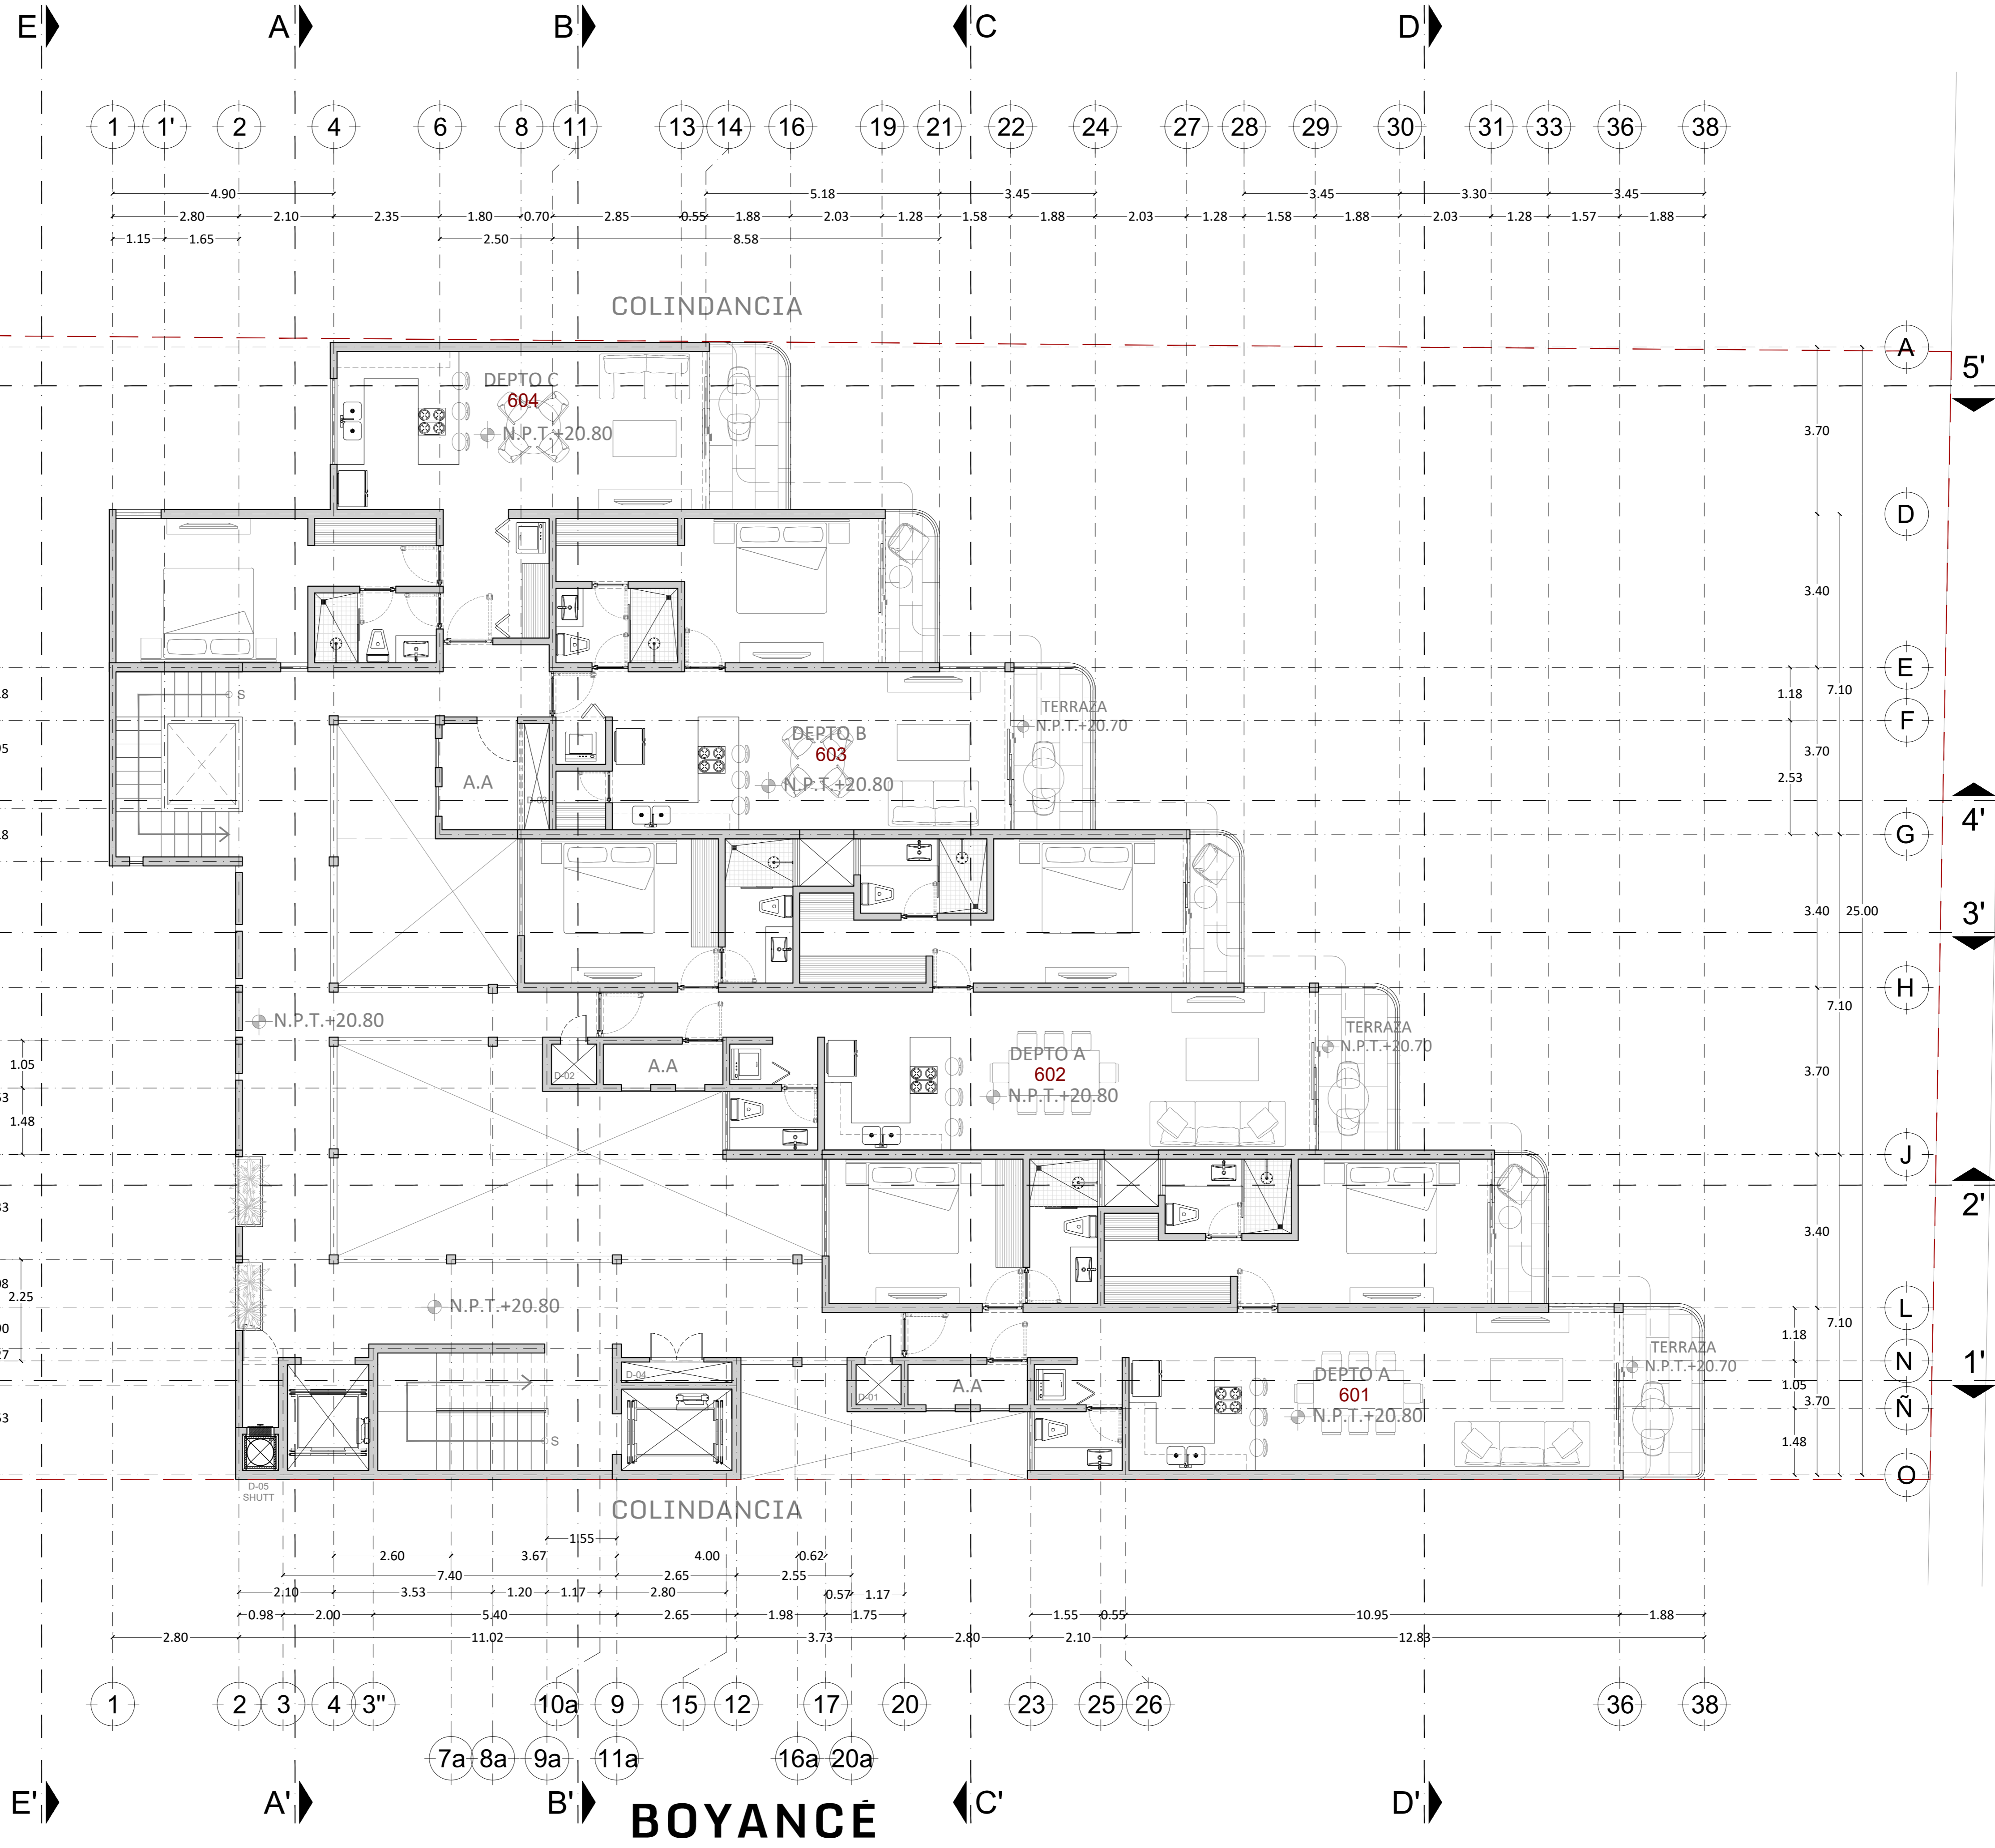 E A B C D
1 1' 2 4 6 8 11 13 14 16 19 21 22 24 27 28 29 30 31 33 36 38
4.90 5.18 3.45 3.45 3.30 3.45
2.80 2.10 2.35 1.80 0.70 2.85 0.55 1.88 2.03 1.28 1.58 1.88 2.03 1.28 1.58 1.88 2.03 1.28 1.57 1.88
1.15 1.65 2.50 8.58
COLINDANCIA
A
5'
DEPTO C
604
N.P.T.+20.80
3.70
D
3.40
E
S
1.18 7.10
TERRAZA
N.P.T.+20.70
F
DEPTO B
603
N.P.T.+20.80
A.A
D-03
3.70
2.53
4'
G
3.40 25.00
3'
H
N.P.T.+20.80
7.10
TERRAZA
N.P.T.+20.70
DEPTO A
602
N.P.T.+20.80
1.05
A.A
D-02
3.70
1.48
J
2'
3.40
2.25
N.P.T.+20.80
L
1.18 7.10
TERRAZA
N.P.T.+20.70
N
1'
D-04
A.A
D-01
DEPTO A
601
N.P.T.+20.80
1.05
3.70
Ñ
S
1.48
O
D-05
SHUTT
COLINDANCIA
1.55
2.60 3.67 4.00 0.62
7.40 2.65 2.55
2.10 3.53 1.20 1.17 2.80 0.57 1.17
0.98 2.00 5.40 2.65 1.98 1.75 1.55 0.55 10.95 1.88
2.80 11.02 3.73 2.80 2.10 12.83
1 2 3 4 3" 10a 9 15 12 17 20 23 25 26 36 38
7a 8a 9a 11a 16a 20a
E' A' B' C' D'
BOYANCÉ